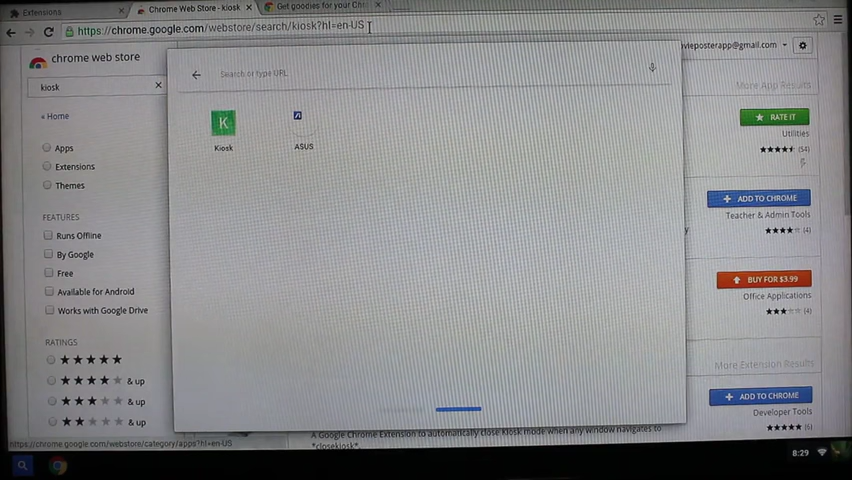 Extensions
Chrome Web Store - kiosk
Get goodies for your Chr
https://chrome.google.com/webstore/search/kiosk?hl=en-US
chrome web store
vieposterapp@gmail.com
kiosk
Search or type URL
More App Results
« Home
K
Kiosk
ASUS
RATE IT
Utilities
(54)
Apps
Extensions
Themes
ADD TO CHROME
Teacher & Admin Tools
(4)
FEATURES
Runs Offline
By Google
Free
Available for Android
Works with Google Drive
BUY FOR $3.99
Office Applications
(4)
RATINGS
& up
& up
& up
More Extension Results
ADD TO CHROME
Developer Tools
(6)
A Google Chrome Extension to automatically close Kiosk mode when any window navigates to
*closekiosk*.
https://chrome.google.com/webstore/category/apps?hl=en-US
8:29